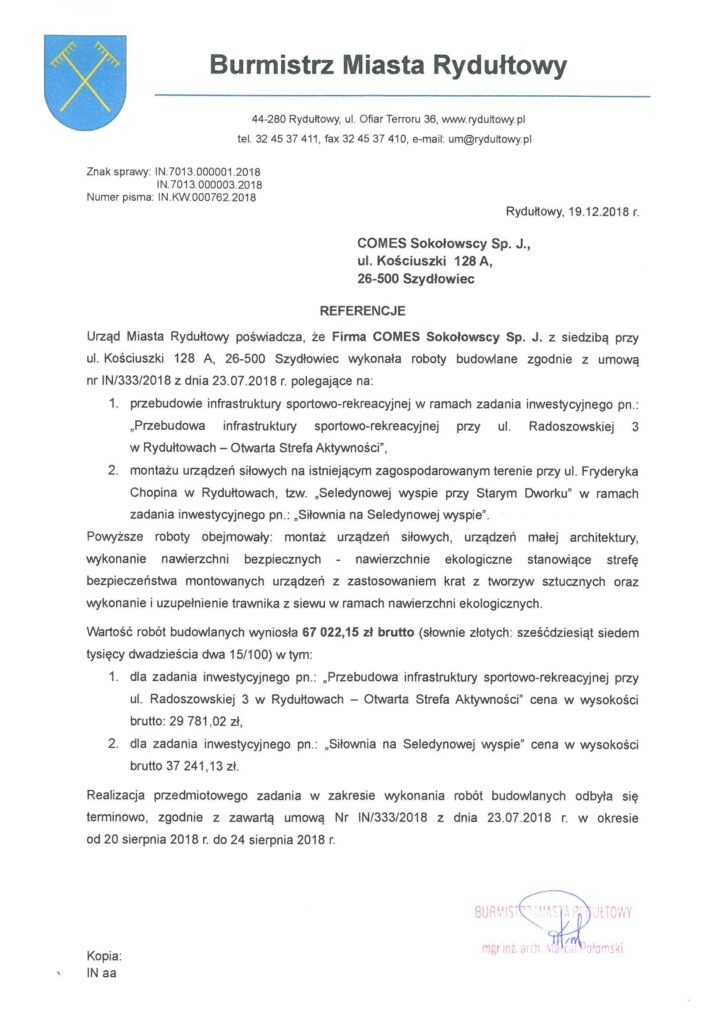 Burmistrz Miasta Rydułtowy
44-280 Rydułtowy, ul. Ofiar Terroru 36, www.rydultowy.pl
tel. 32 45 37 411, fax 32 45 37 410, e-mail: um@rydultowy.pl
Znak sprawy: IN.7013.000001.2018
IN.7013.000003.2018
Numer pisma: IN.KW.000762.2018
Rydułtowy, 19.12.2018 r.
COMES Sokołowscy Sp. J.,
ul. Kościuszki 128 A,
26-500 Szydłowiec
REFERENCJE
Urząd Miasta Rydułtowy poświadcza, że Firma COMES Sokołowscy Sp. J. z siedzibą przy
ul. Kościuszki 128 A, 26-500 Szydłowiec wykonała roboty budowlane zgodnie z umową
nr IN/333/2018 z dnia 23.07.2018 r. polegające na:
1. przebudowie infrastruktury sportowo-rekreacyjnej w ramach zadania inwestycyjnego pn.:
„Przebudowa infrastruktury sportowo-rekreacyjnej przy ul. Radoszowskiej 3
w Rydułtowach – Otwarta Strefa Aktywności”,
2. montażu urządzeń siłowych na istniejącym zagospodarowanym terenie przy ul. Fryderyka
Chopina w Rydułtowach, tzw. „Seledynowej wyspie przy Starym Dworku” w ramach
zadania inwestycyjnego pn.: „Siłownia na Seledynowej wyspie”.
Powyższe roboty obejmowały: montaż urządzeń siłowych, urządzeń małej architektury,
wykonanie nawierzchni bezpiecznych - nawierzchnie ekologiczne stanowiące strefę
bezpieczeństwa montowanych urządzeń z zastosowaniem krat z tworzyw sztucznych oraz
wykonanie i uzupełnienie trawnika z siewu w ramach nawierzchni ekologicznych.
Wartość robót budowlanych wyniosła 67 022,15 zł brutto (słownie złotych: sześćdziesiąt siedem
tysięcy dwadzieścia dwa 15/100) w tym:
1. dla zadania inwestycyjnego pn.: „Przebudowa infrastruktury sportowo-rekreacyjnej przy
ul. Radoszowskiej 3 w Rydułtowach – Otwarta Strefa Aktywności” cena w wysokości
brutto: 29 781,02 zł,
2. dla zadania inwestycyjnego pn.: „Siłownia na Seledynowej wyspie” cena w wysokości
brutto 37 241,13 zł.
Realizacja przedmiotowego zadania w zakresie wykonania robót budowlanych odbyła się
terminowo, zgodnie z zawartą umową Nr IN/333/2018 z dnia 23.07.2018 r. w okresie
od 20 sierpnia 2018 r. do 24 sierpnia 2018 r.
BURMISTRZ MIASTA RYDUŁTOWY
mgr inż. arch. Marcin Połomski
Kopia:
IN aa